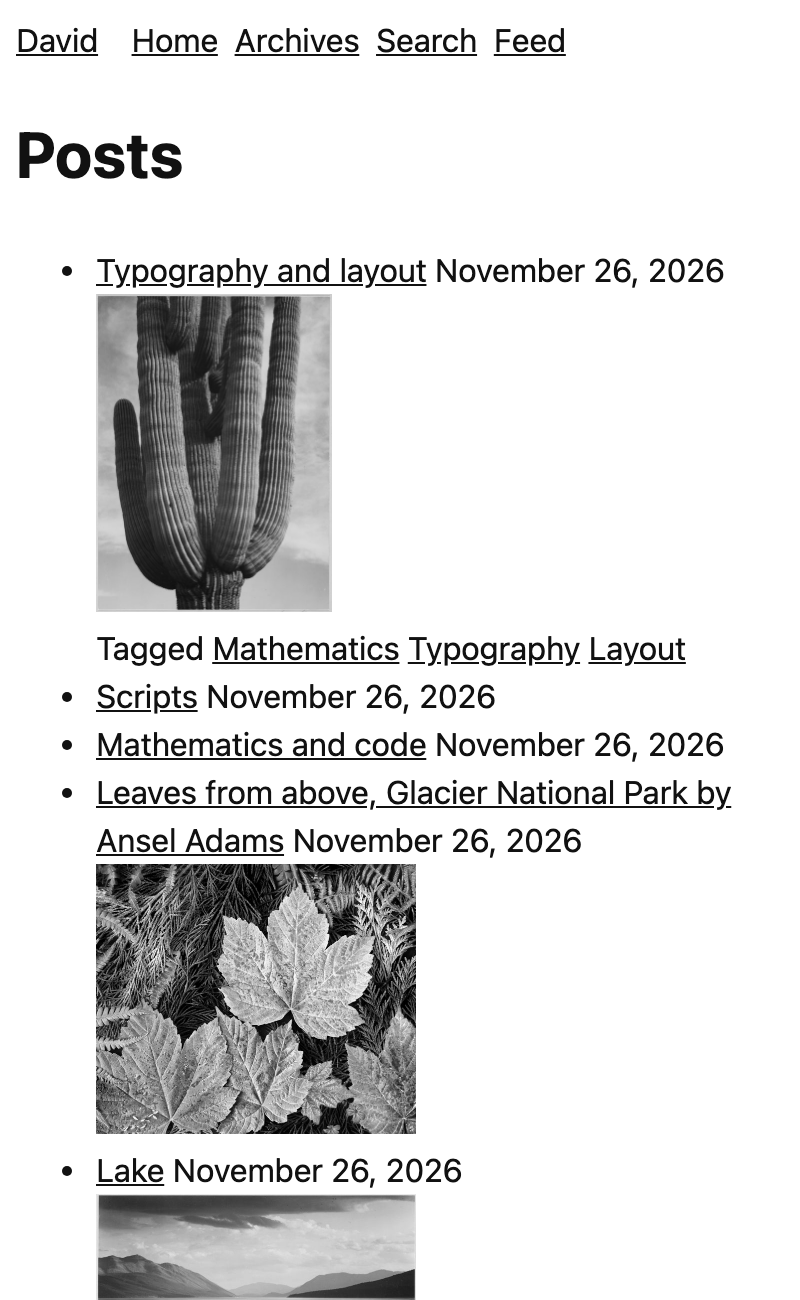 David Home Archives Search Feed
Posts
Typography and layout November 26, 2026
Tagged Mathematics Typography Layout
Scripts November 26, 2026
Mathematics and code November 26, 2026
Leaves from above, Glacier National Park by
Ansel Adams November 26, 2026
Lake November 26, 2026